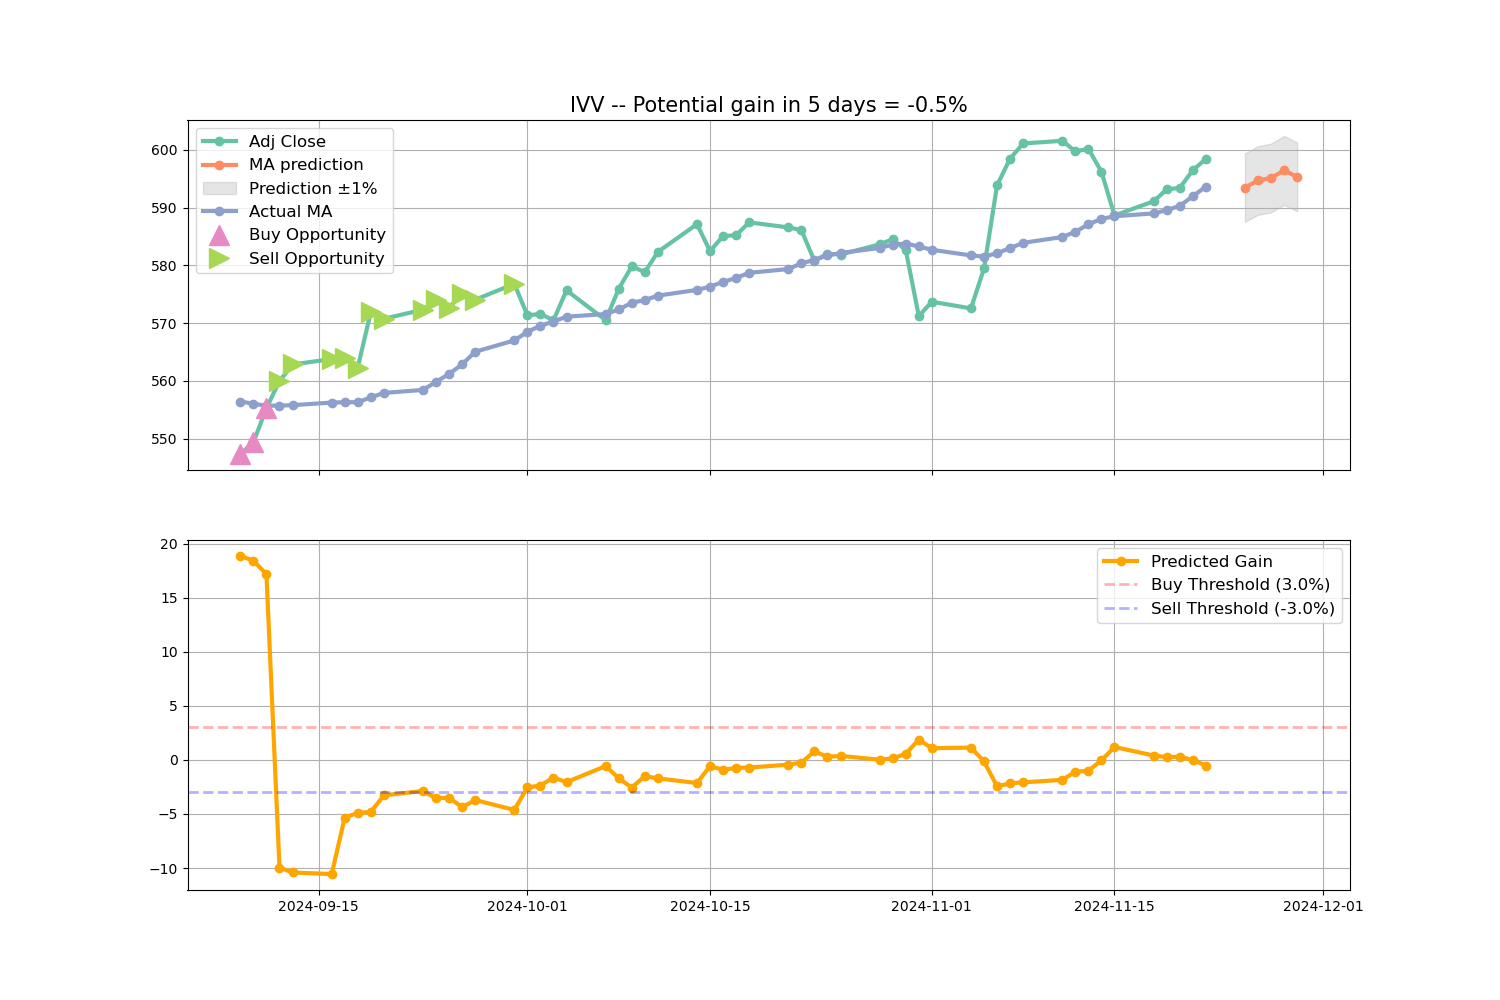 IVV -- Potential gain in 5 days = -0.5%
600
590
580
570
560
550
Adj Close
MA prediction
Prediction ±1%
Actual MA
Buy Opportunity
Sell Opportunity
20
15
10
5
0
−5
−10
Predicted Gain
Buy Threshold (3.0%)
Sell Threshold (-3.0%)
2024-09-15 2024-10-01 2024-10-15 2024-11-01 2024-11-15 2024-12-01